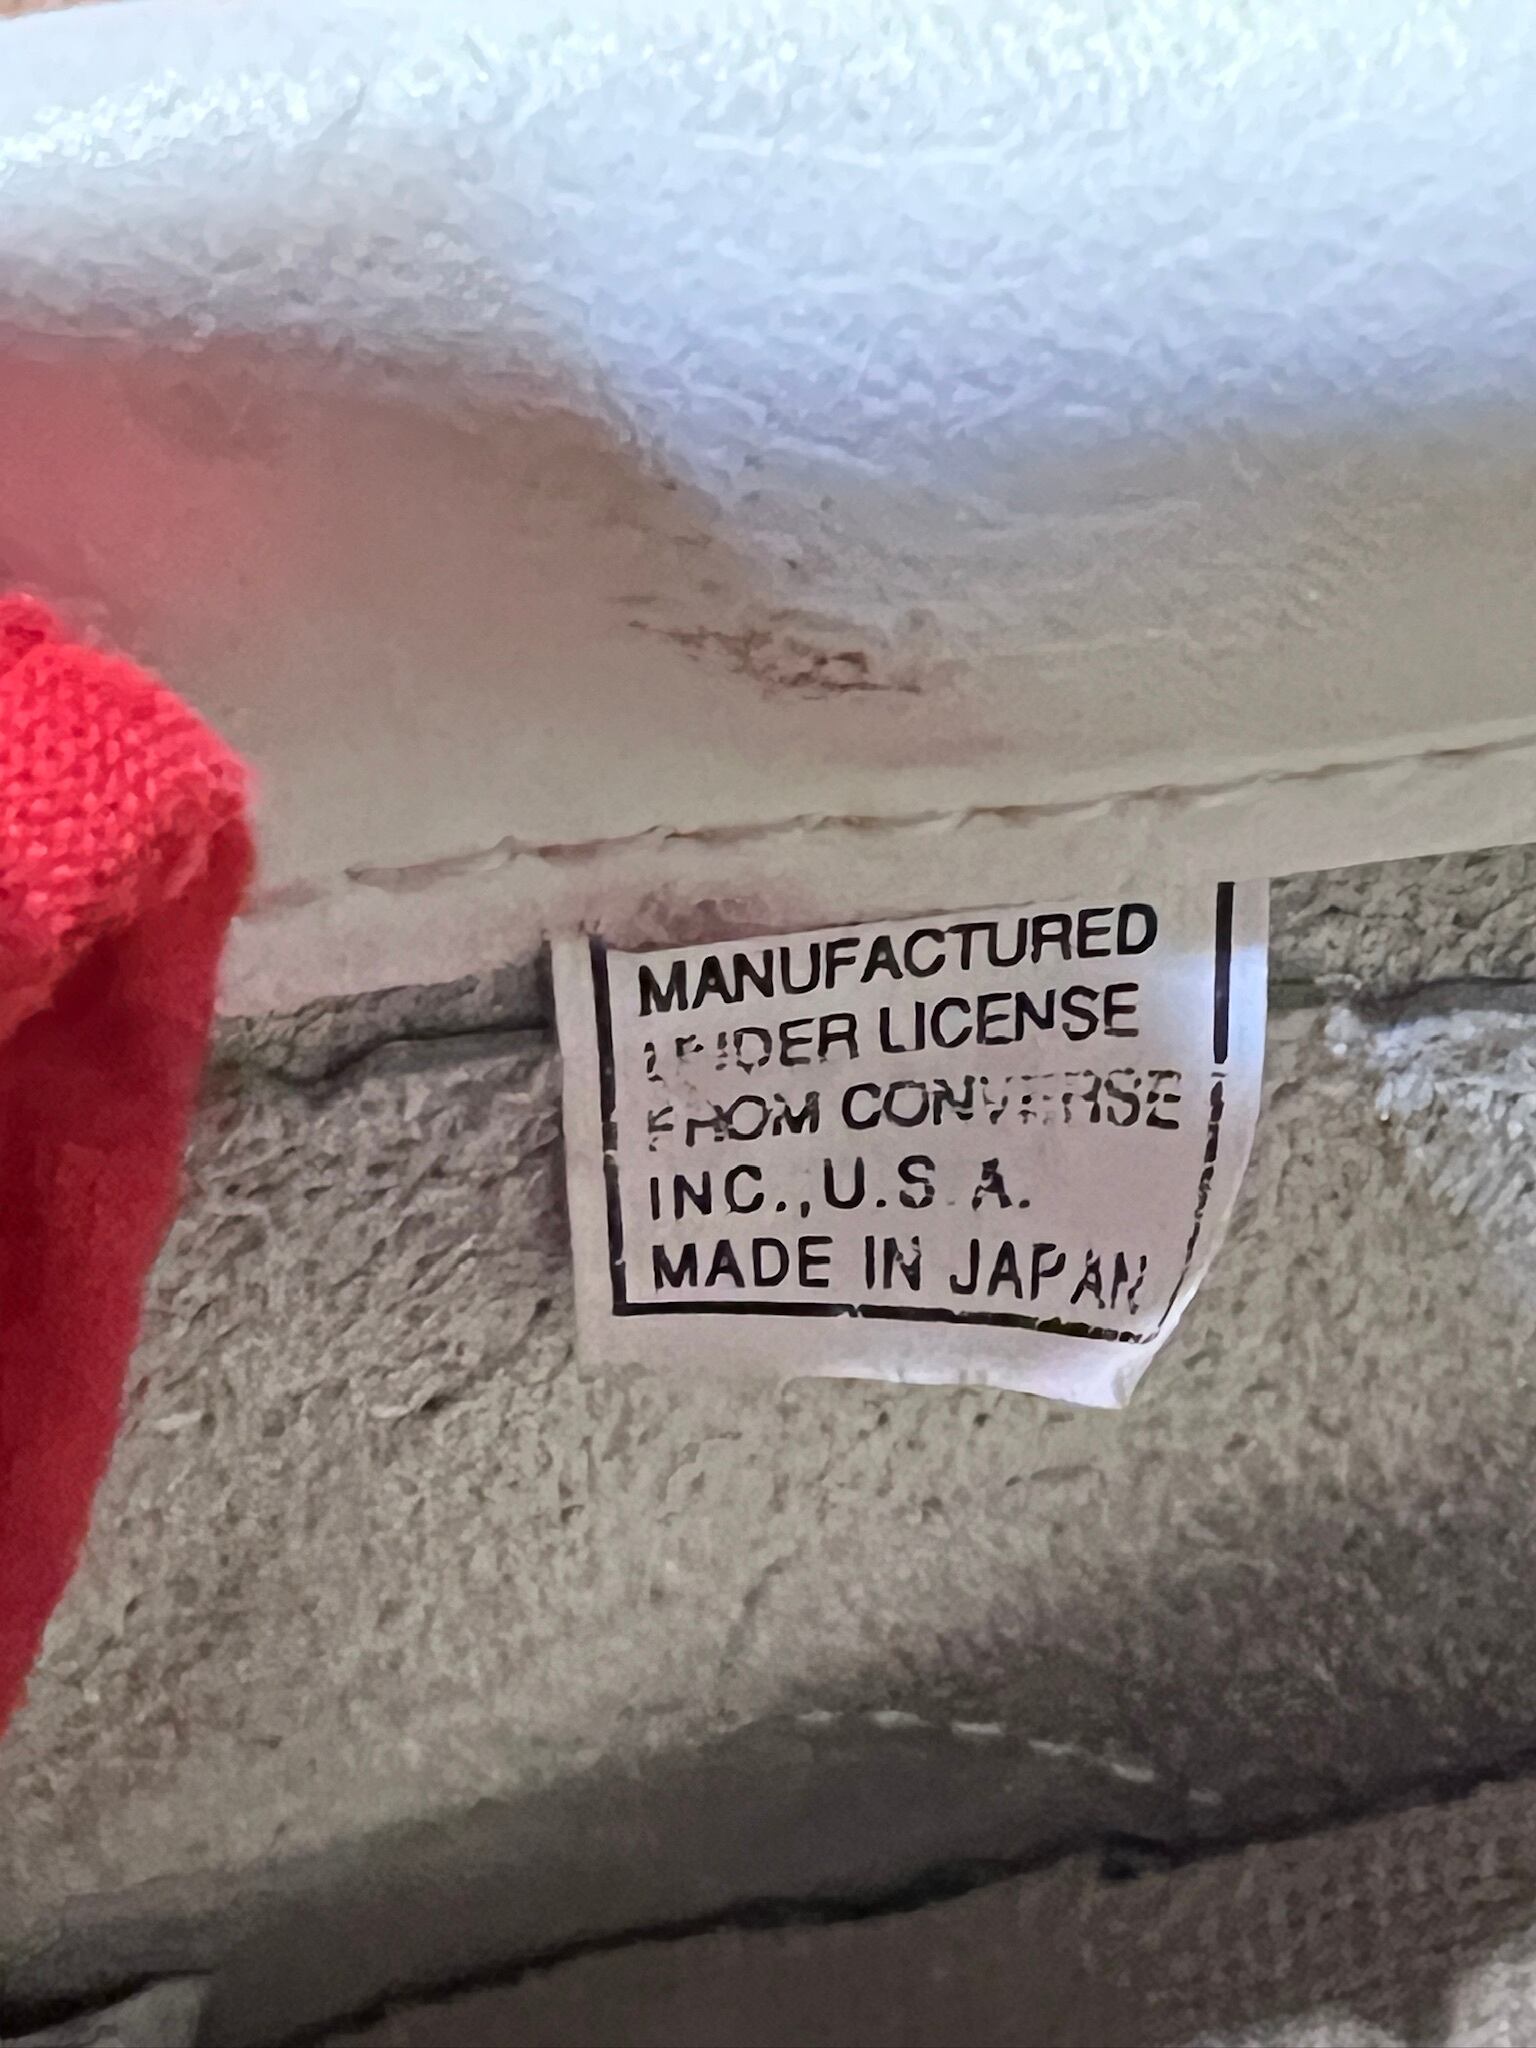 MANUFACTURED
UNDER LICENSE
FROM CONVERSE
INC.,U.S.A.
MADE IN JAPAN